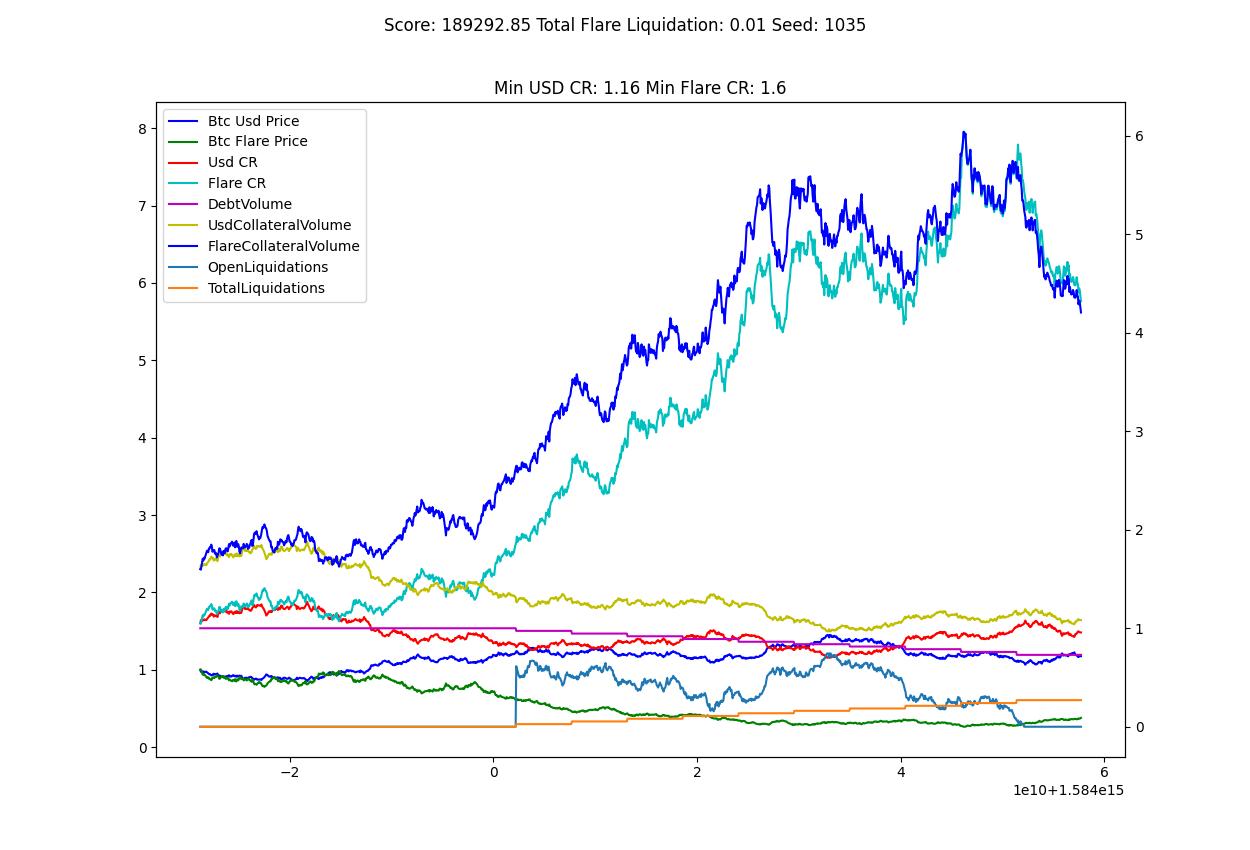 Score: 189292.85 Total Flare Liquidation: 0.01 Seed: 1035
Min USD CR: 1.16 Min Flare CR: 1.6
Btc Usd Price
Btc Flare Price
Usd CR
Flare CR
DebtVolume
UsdCollateralVolume
FlareCollateralVolume
OpenLiquidations
TotalLiquidations
8
7
6
5
4
3
2
1
0
6
5
4
3
2
1
0
−2
0
2
4
6
1e10+1.584e15